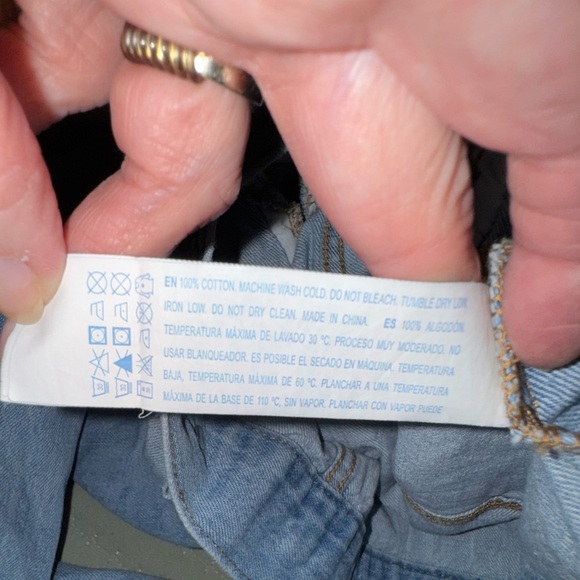 EN 100% COTTON. MACHINE WASH COLD. DO NOT BLEACH. TUMBLE DRY LOW.
IRON LOW. DO NOT DRY CLEAN. MADE IN CHINA. ES 100% ALGODÓN.
TEMPERATURA MÁXIMA DE LAVADO 30 ºC. PROCESO MUY MODERADO. NO
USAR BLANQUEADOR. ES POSIBLE EL SECADO EN MÁQUINA. TEMPERATURA
BAJA, TEMPERATURA MÁXIMA DE 60 ºC. PLANCHAR A UNA TEMPERATURA
MÁXIMA DE LA BASE DE 110 ºC, SIN VAPOR. PLANCHAR CON VAPOR PUEDE